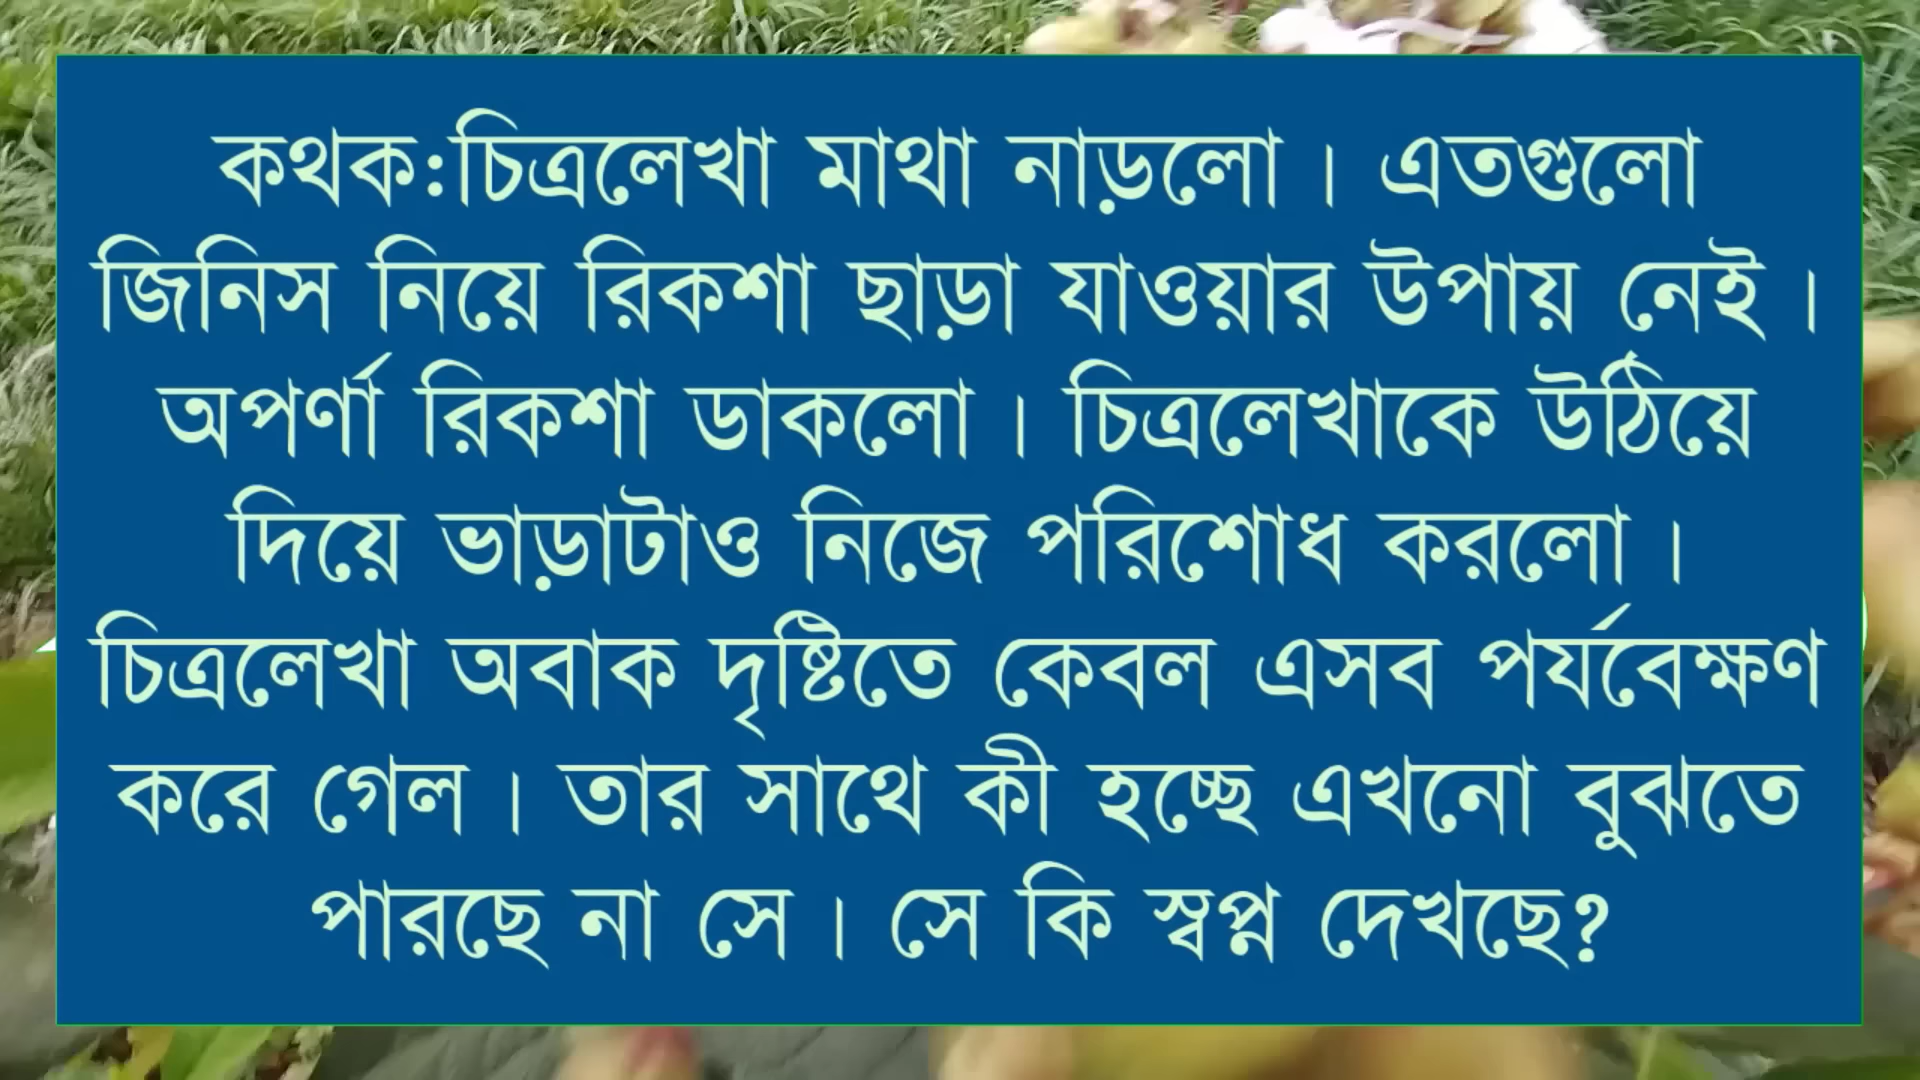 কথক:চিত্রলেখা মাথা নাড়লো। এতগুলো
জিনিস নিয়ে রিকশা ছাড়া যাওয়ার উপায় নেই।
অপর্ণা রিকশা ডাকলো। চিত্রলেখাকে উঠিয়ে
দিয়ে ভাড়াটাও নিজে পরিশোধ করলো।
চিত্রলেখা অবাক দৃষ্টিতে কেবল এসব পর্যবেক্ষণ
করে গেল। তার সাথে কী হচ্ছে এখনো বুঝতে
পারছে না সে। সে কি স্বপ্ন দেখছে?